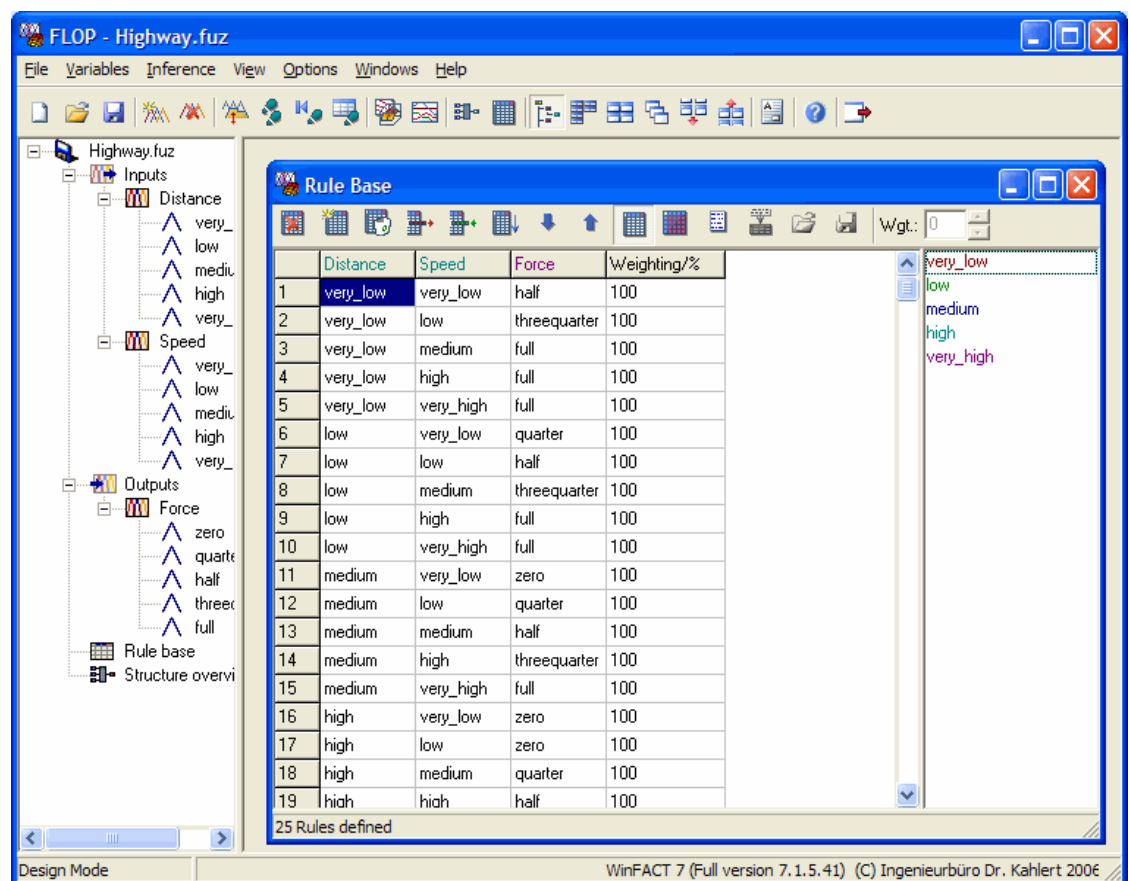 FLOP - Highway.fuz
File Variables Inference View Options Windows Help
Highway.fuz
Inputs
Distance
very_
low
mediu
high
very_
Speed
very_
low
mediu
high
very_
Outputs
Force
zero
quarte
half
threec
full
Rule base
Structure overvi
Rule Base
Wgt.: 0
Distance Speed Force Weighting/%
1 very_low very_low half 100
2 very_low low threequarter 100
3 very_low medium full 100
4 very_low high full 100
5 very_low very_high full 100
6 low very_low quarter 100
7 low low half 100
8 low medium threequarter 100
9 low high full 100
10 low very_high full 100
11 medium very_low zero 100
12 medium low quarter 100
13 medium medium half 100
14 medium high threequarter 100
15 medium very_high full 100
16 high very_low zero 100
17 high low zero 100
18 high medium quarter 100
19 high high half 100
very_low
low
medium
high
very_high
25 Rules defined
Design Mode
WinFACT 7 (Full version 7.1.5.41) (C) Ingenieurbüro Dr. Kahlert 2006